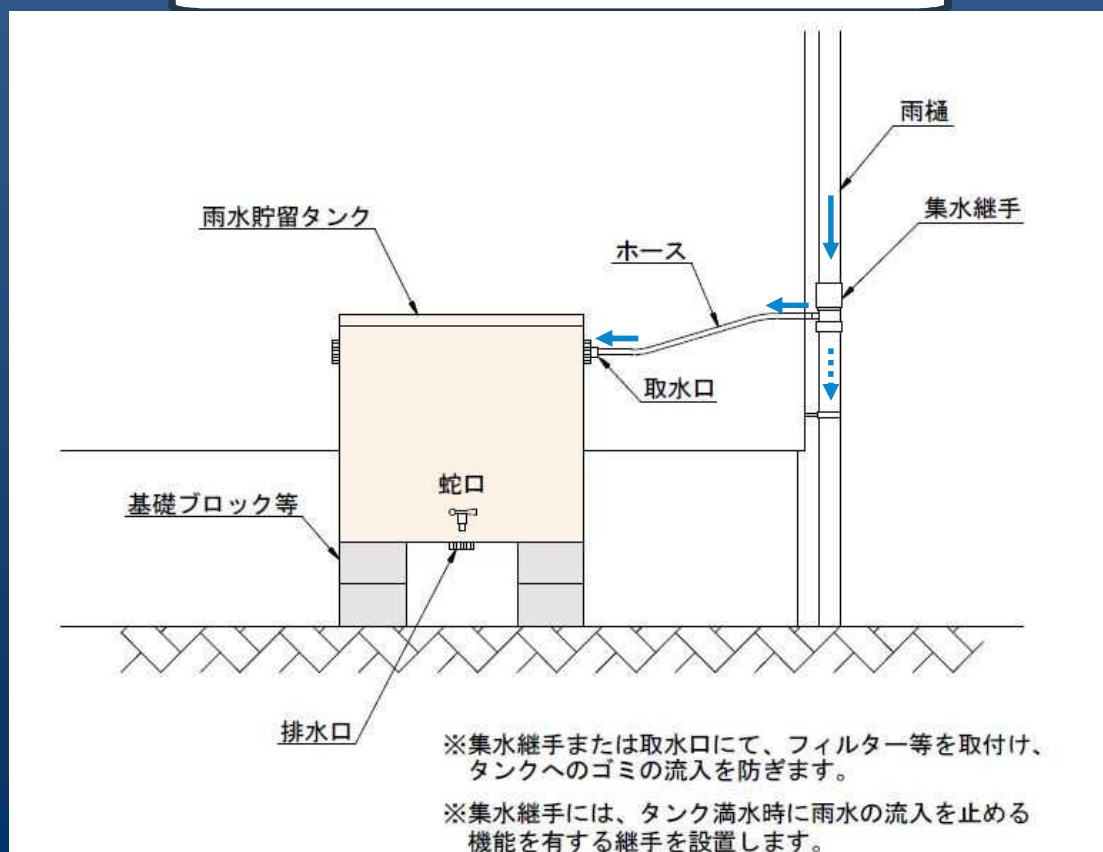 雨樋
集水継手
雨水貯留タンク
ホース
取水口
蛇口
基礎ブロック等
排水口
※集水継手または取水口にて、フィルター等を取付け、
タンクへのゴミの流入を防ぎます。
※集水継手には、タンク満水時に雨水の流入を止める
機能を有する継手を設置します。